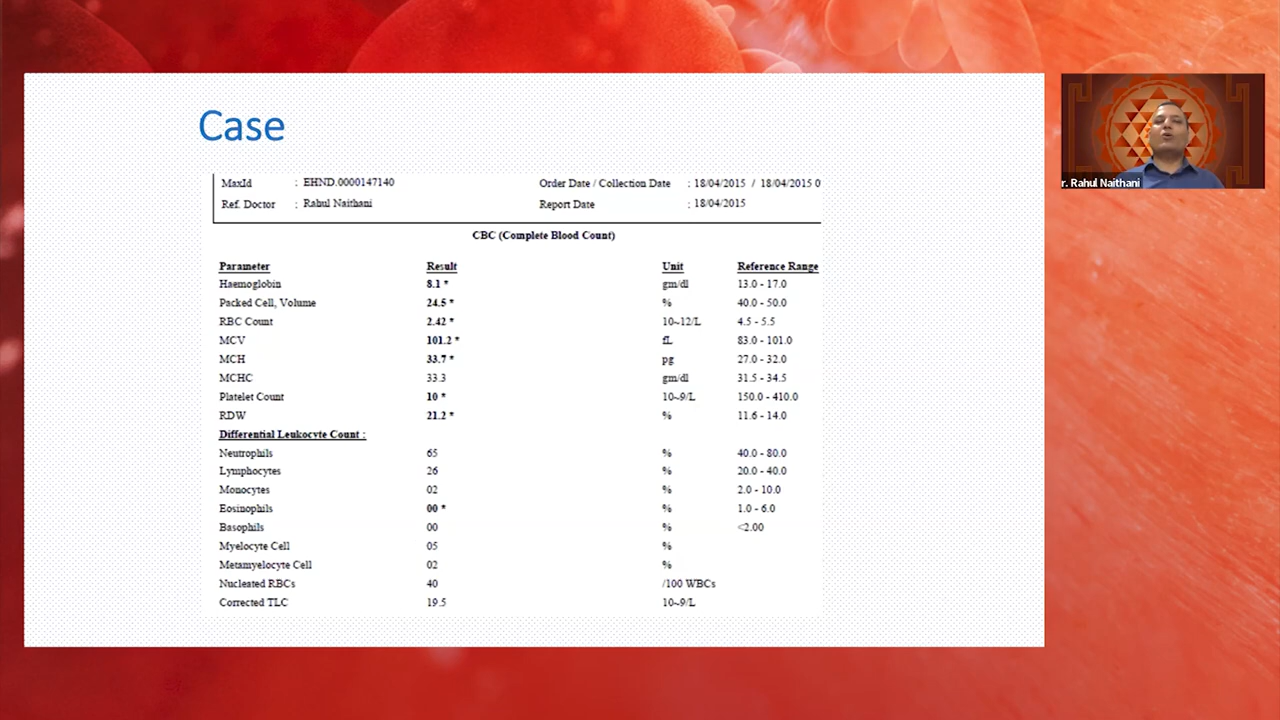 Case
MaxId : EHND.0000147140 Order Date / Collection Date : 18/04/2015 / 18/04/2015 0
Ref. Doctor : Rahul Naithani Report Date : 18/04/2015
CBC (Complete Blood Count)
Parameter Result Unit Reference Range
Haemoglobin 8.1 * gm/dl 13.0 - 17.0
Packed Cell, Volume 24.5 * % 40.0 - 50.0
RBC Count 2.42 * 10~12/L 4.5 - 5.5
MCV 101.2 * fL 83.0 - 101.0
MCH 33.7 * pg 27.0 - 32.0
MCHC 33.3 gm/dl 31.5 - 34.5
Platelet Count 10 * 10~9/L 150.0 - 410.0
RDW 21.2 * % 11.6 - 14.0
Differential Leukocyte Count :
Neutrophils 65 % 40.0 - 80.0
Lymphocytes 26 % 20.0 - 40.0
Monocytes 02 % 2.0 - 10.0
Eosinophils 00 * % 1.0 - 6.0
Basophils 00 % <2.00
Myelocyte Cell 05 %
Metamyelocyte Cell 02 %
Nucleated RBCs 40 /100 WBCs
Corrected TLC 19.5 10~9/L
r. Rahul Naithani